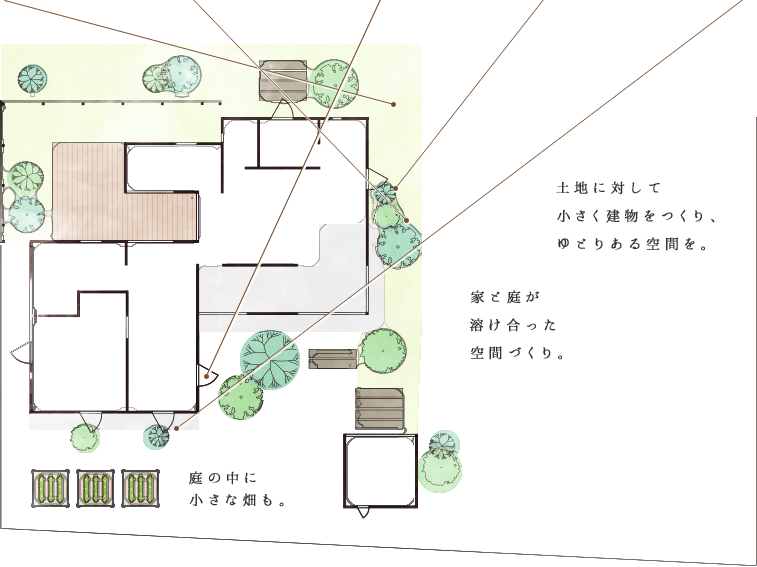 土地に対して
小さく建物をつくり、
ゆとりある空間を。
家と庭が
溶け合った
空間づくり。
庭の中に
小さな畑も。